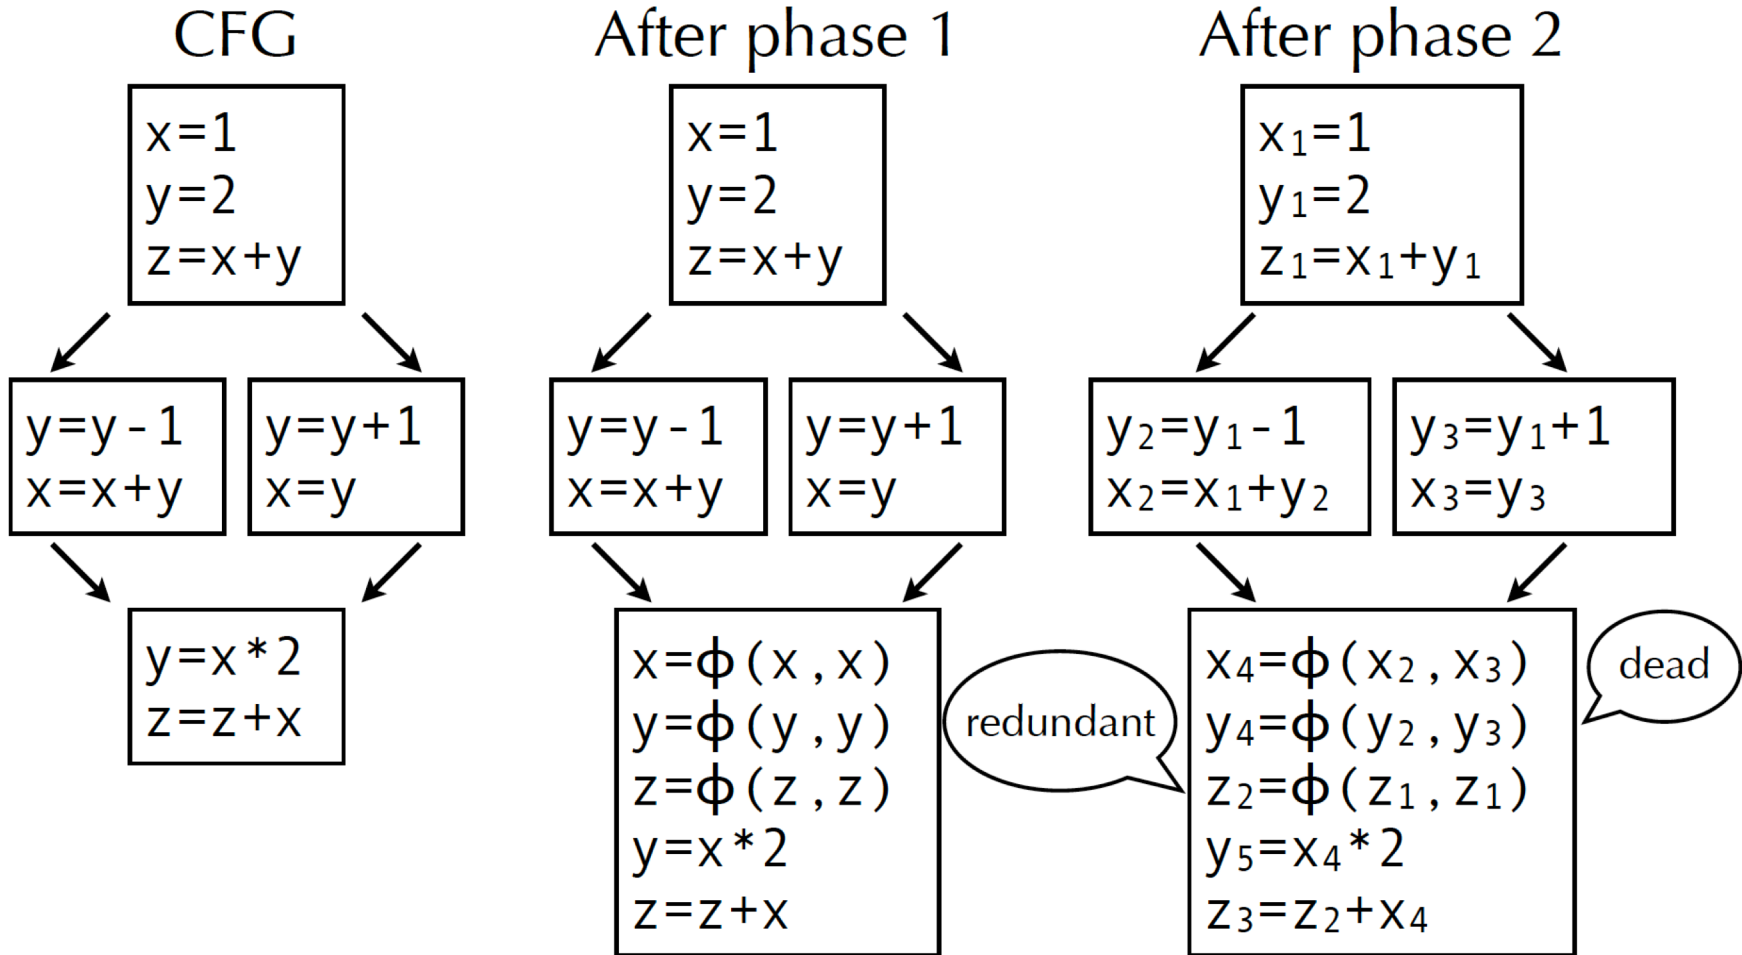 CFG
x=1
y=2
z=x+y
y=y-1
x=x+y
y=y+1
x=y
y=x*2
z=z+x
After phase 1
x=1
y=2
z=x+y
y=y-1
x=x+y
y=y+1
x=y
x=ϕ(x,x)
y=ϕ(y,y)
z=ϕ(z,z)
y=x*2
z=z+x
After phase 2
x₁=1
y₁=2
z₁=x₁+y₁
y₂=y₁-1
x₂=x₁+y₂
y₃=y₁+1
x₃=y₃
x₄=ϕ(x₂,x₃)
y₄=ϕ(y₂,y₃)
z₂=ϕ(z₁,z₁)
y₅=x₄*2
z₃=z₂+x₄
redundant
dead